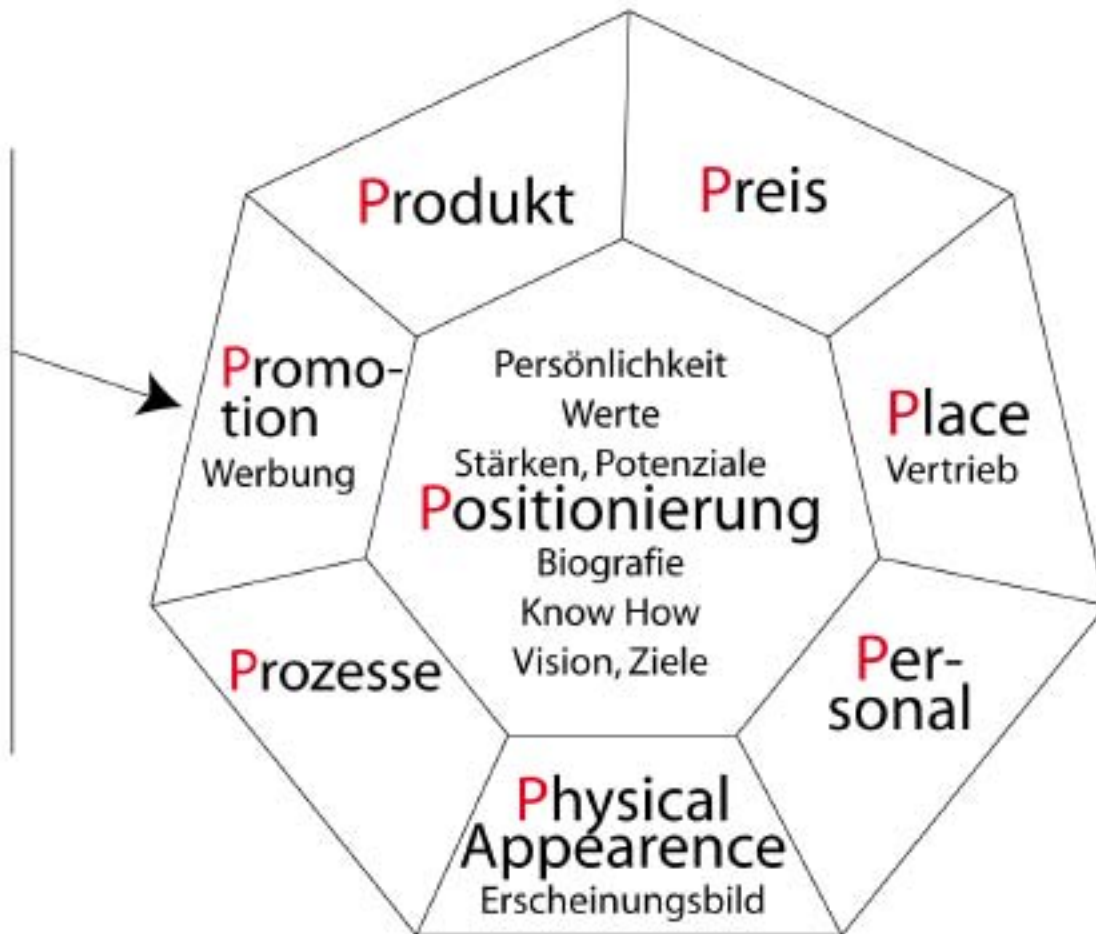 Produkt
Preis
Promo-
tion
Werbung
Persönlichkeit
Werte
Stärken, Potenziale
Positionierung
Biografie
Know How
Vision, Ziele
Place
Vertrieb
Prozesse
Per-
sonal
Physical
Appearence
Erscheinungsbild